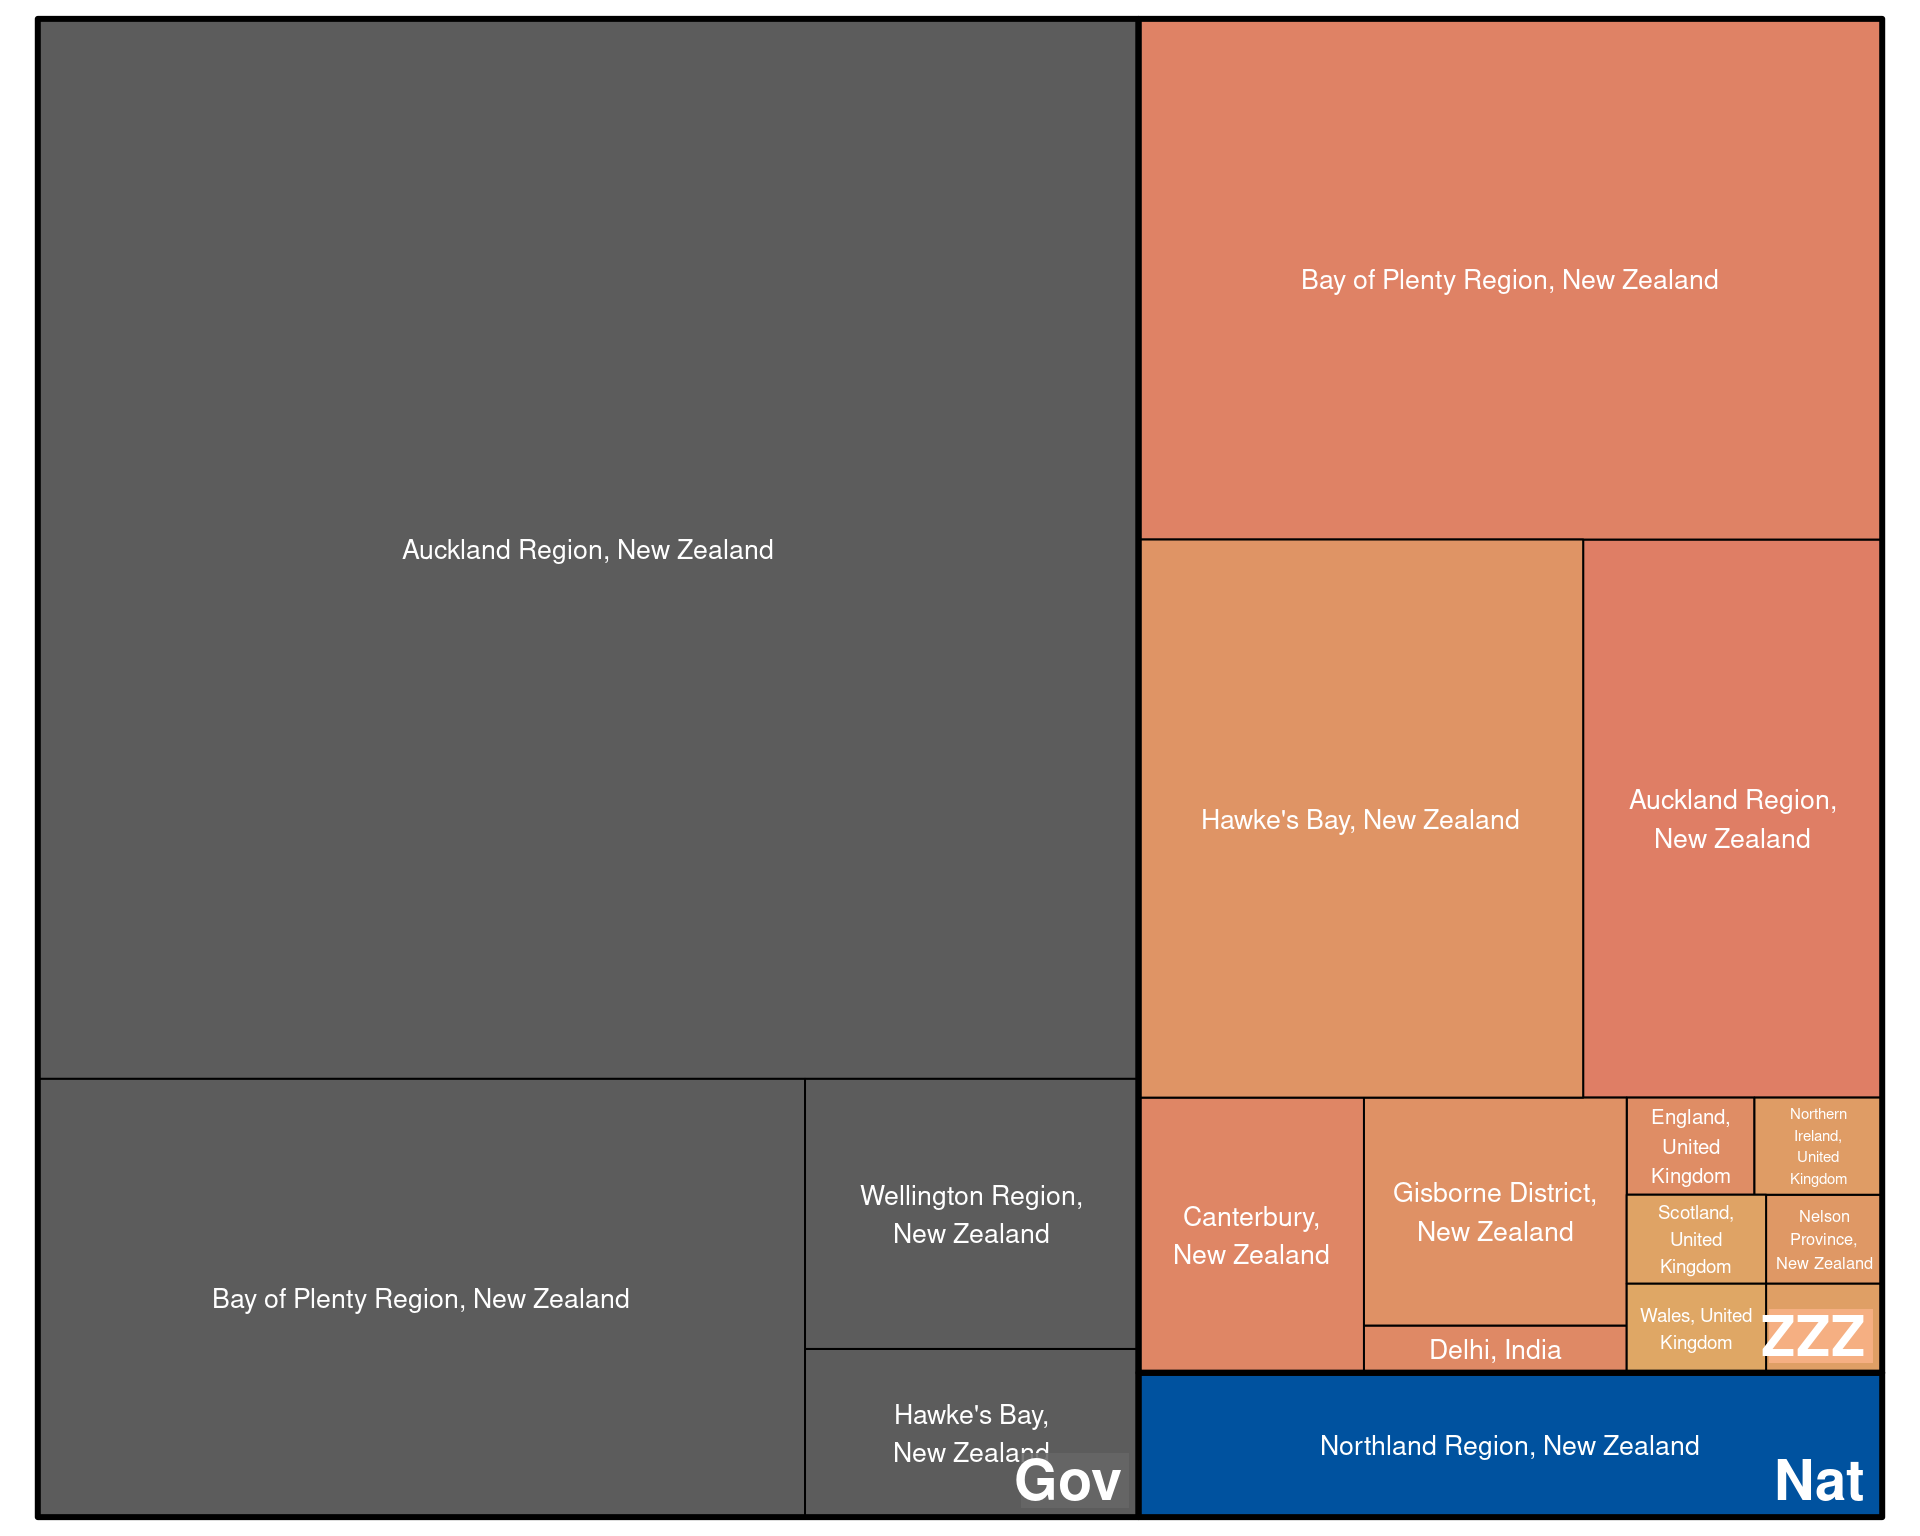 Auckland Region, New Zealand
Bay of Plenty Region, New Zealand
Wellington Region,
New Zealand
Hawke's Bay,
New Zealand
Gov
Bay of Plenty Region, New Zealand
Hawke's Bay, New Zealand
Auckland Region,
New Zealand
Canterbury,
New Zealand
Gisborne District,
New Zealand
Delhi, India
England,
United
Kingdom
Northern
Ireland,
United
Kingdom
Scotland,
United
Kingdom
Nelson
Province,
New Zealand
Wales, United
Kingdom
ZZZ
Northland Region, New Zealand
Nat